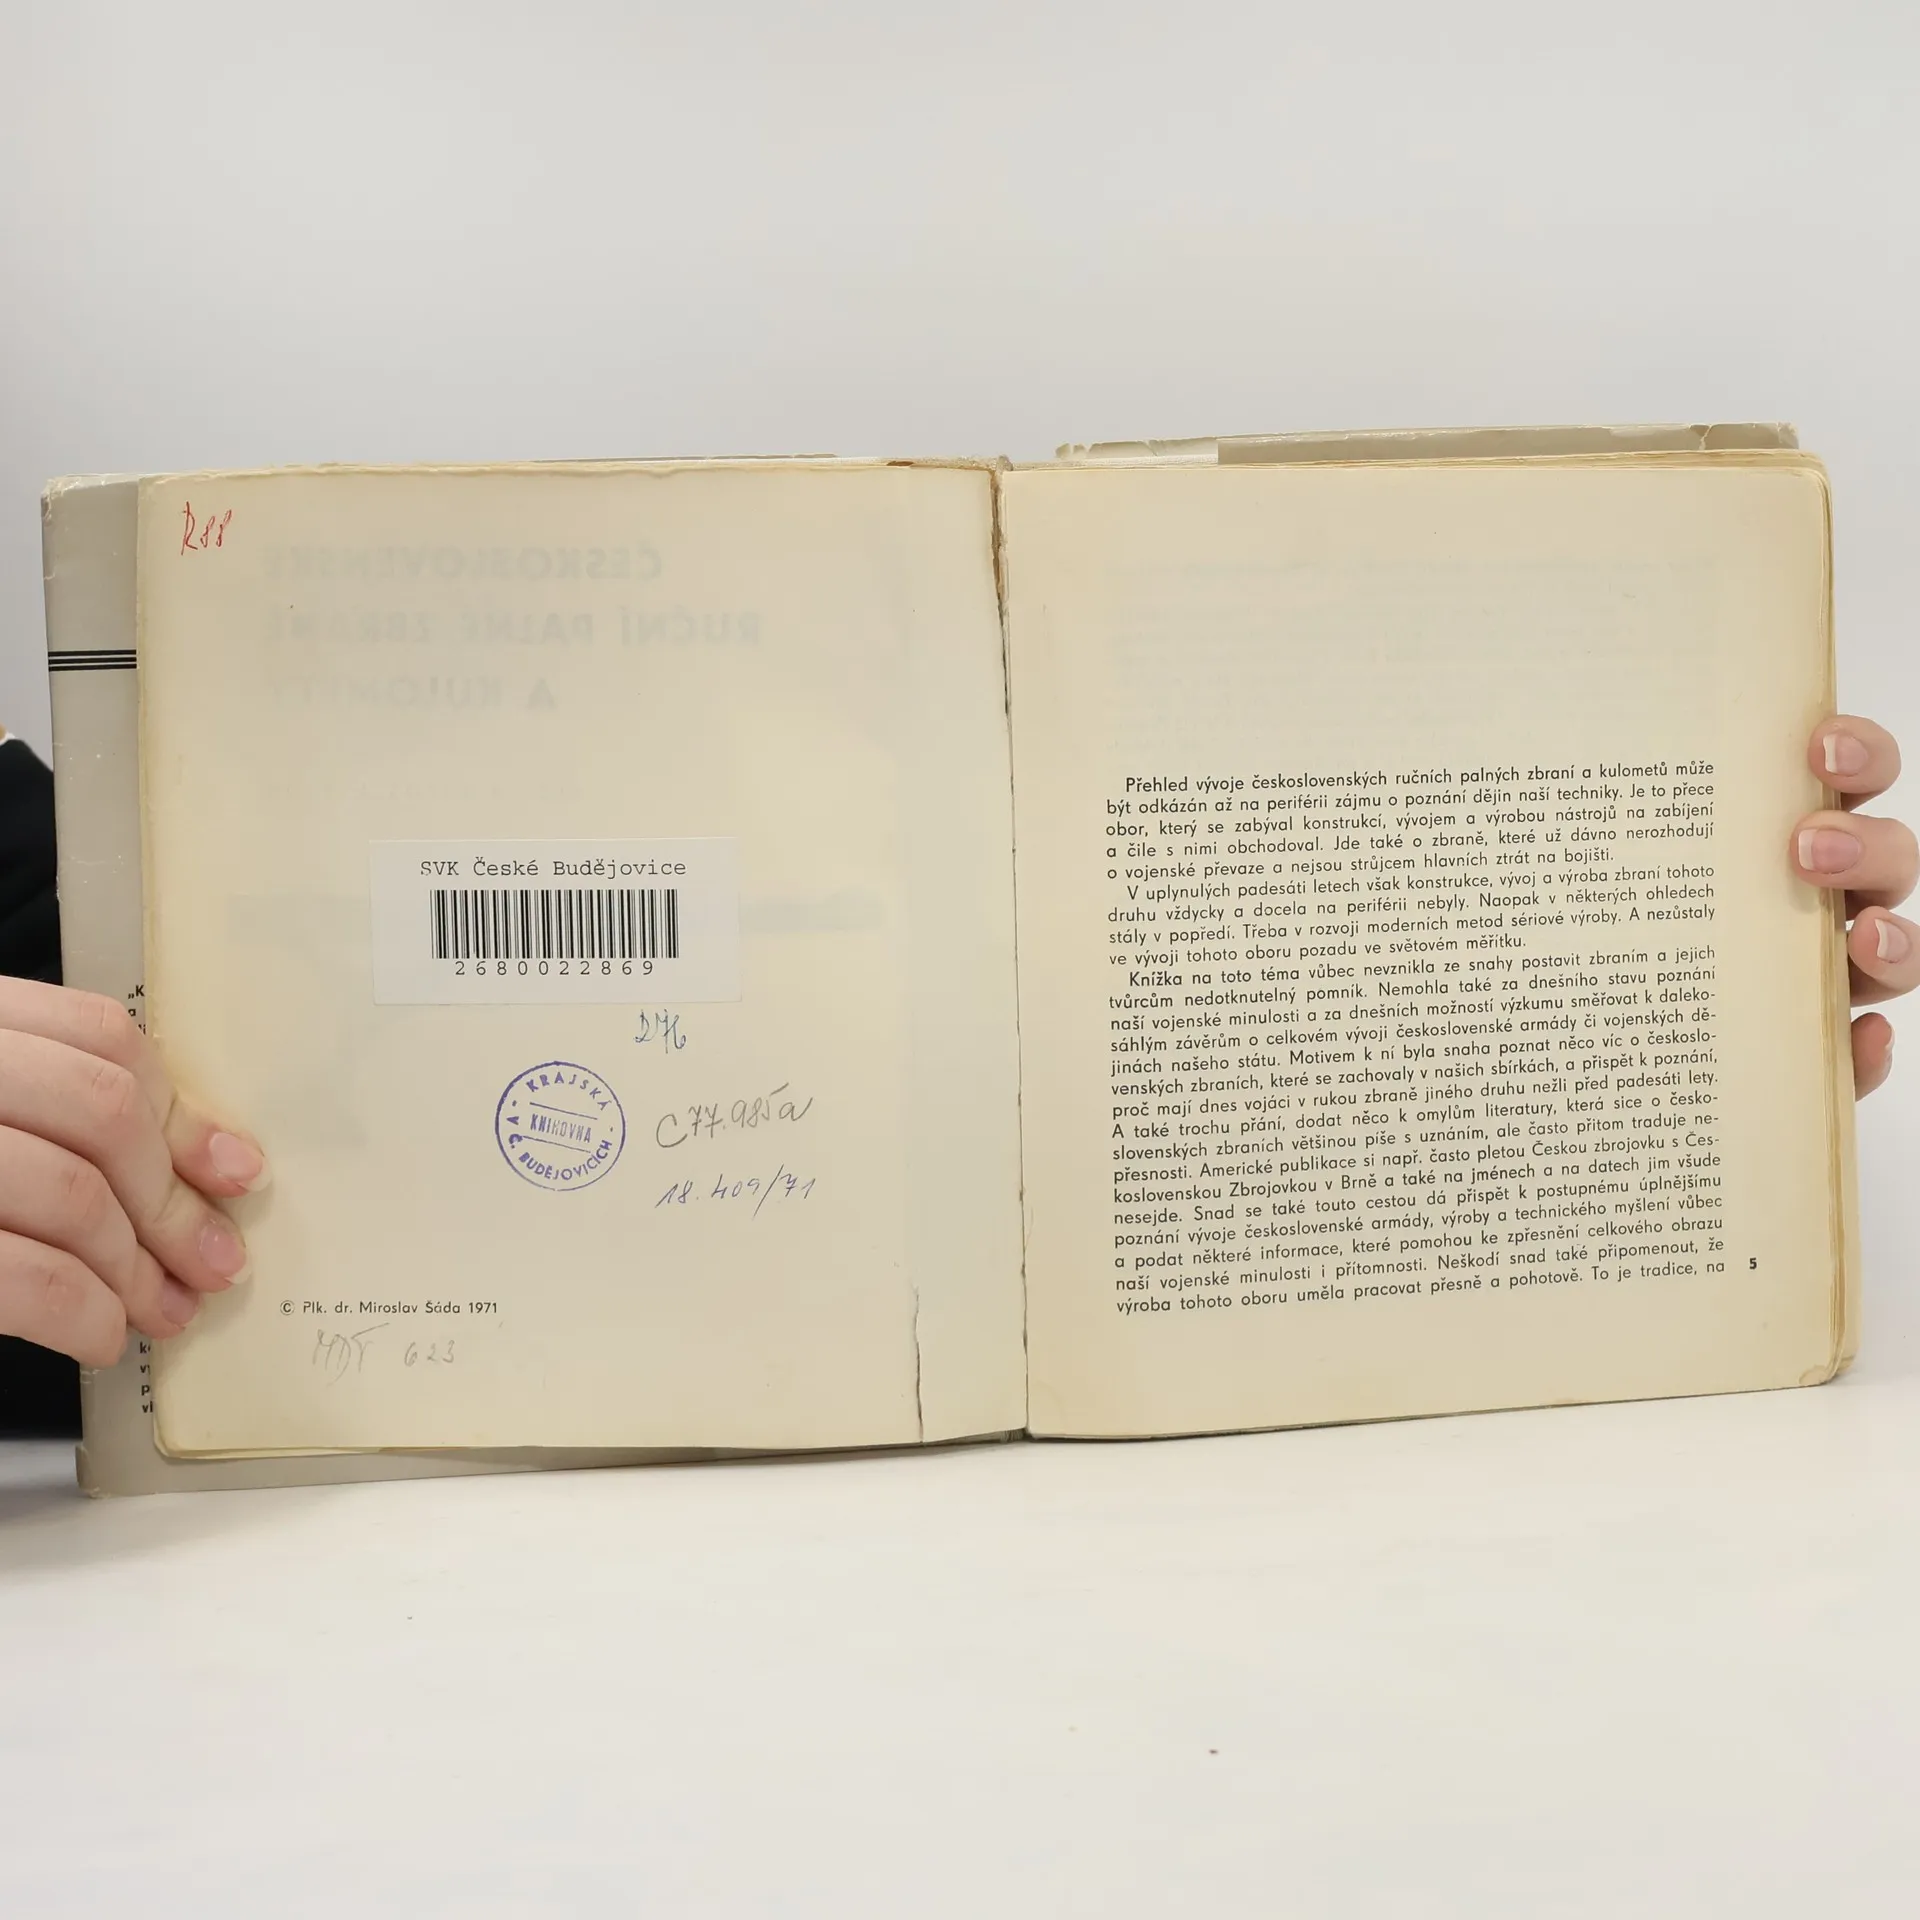 R88
SVK České Budějovice
2680022869
KRAJSKÁ
KNIHOVNA
V Č. BUDĚJOVICÍCH
C77.985a
18.409/71
© Plk. dr. Miroslav Šáda 1971
MDT 623
Přehled vývoje československých ručních palných zbraní a kulometů může
být odkázán až na periférii zájmu o poznání dějin naší techniky. Je to přece
obor, který se zabýval konstrukcí, vývojem a výrobou nástrojů na zabíjení
a čile s nimi obchodoval. Jde také o zbraně, které už dávno nerozhodují
o vojenské převaze a nejsou strůjcem hlavních ztrát na bojišti.
V uplynulých padesáti letech však konstrukce, vývoj a výroba zbraní tohoto
druhu vždycky a docela na periférii nebyly. Naopak v některých ohledech
stály v popředí. Třeba v rozvoji moderních metod sériové výroby. A nezůstaly
ve vývoji tohoto oboru pozadu ve světovém měřítku.
Knížka na toto téma vůbec nevznikla ze snahy postavit zbraním a jejich
tvůrcům nedotknutelný pomník. Nemohla také za dnešního stavu poznání
naší vojenské minulosti a za dnešních možností výzkumu směřovat k daleko-
sáhlým závěrům o celkovém vývoji československé armády či vojenských dě-
jinách našeho státu. Motivem k ní byla snaha poznat něco víc o českoslo-
venských zbraních, které se zachovaly v našich sbírkách, a přispět k poznání,
proč mají dnes vojáci v rukou zbraně jiného druhu nežli před padesáti lety.
A také trochu přání, dodat něco k omylům literatury, která sice o česko-
slovenských zbraních většinou píše s uznáním, ale často přitom traduje ne-
přesnosti. Americké publikace si např. často pletou Českou zbrojovku s Čes-
koslovenskou Zbrojovkou v Brně a také na jménech a na datech jim všude
nesejde. Snad se také touto cestou dá přispět k postupnému úplnějšímu
poznání vývoje československé armády, výroby a technického myšlení vůbec
a podat některé informace, které pomohou ke zpřesnění celkového obrazu
naší vojenské minulosti i přítomnosti. Neškodí snad také připomenout, že
výroba tohoto oboru uměla pracovat přesně a pohotově. To je tradice, na
5